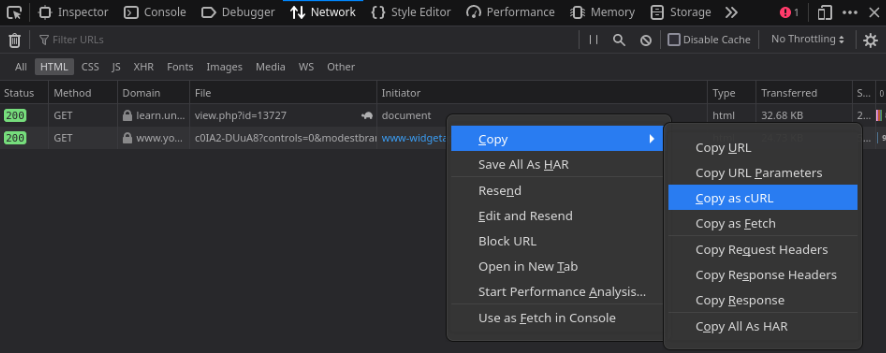 Inspector Console Debugger Network Style Editor Performance Memory Storage 1
Filter URLs Disable Cache No Throttling
All HTML CSS JS XHR Fonts Images Media WS Other
Status Method Domain File Initiator Type Transferred S... 0
200 GET learn.un... view.php?id=13727 document html 32.68 KB 2...
200 GET www.yo... c0IA2-DUuA8?controls=0&modestbra www-widgeta
Copy
Save All As HAR
Resend
Edit and Resend
Block URL
Open in New Tab
Start Performance Analysis...
Use as Fetch in Console
Copy URL
Copy URL Parameters
Copy as cURL
Copy as Fetch
Copy Request Headers
Copy Response Headers
Copy Response
Copy All As HAR